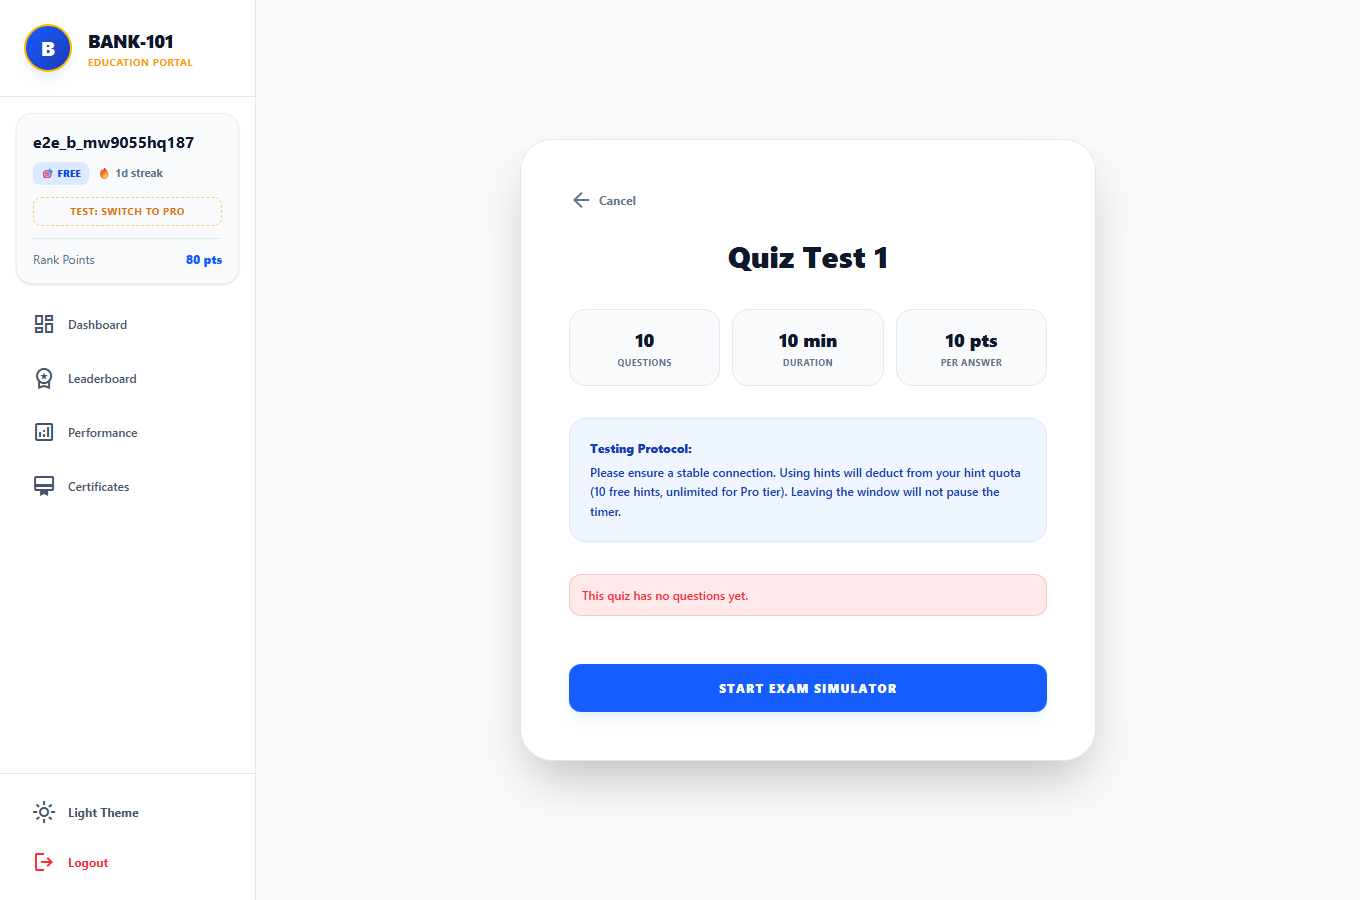 B
BANK-101
EDUCATION PORTAL
e2e_b_mw9055hq187
FREE
1d streak
TEST: SWITCH TO PRO
Rank Points
80 pts
Dashboard
Leaderboard
Performance
Certificates
Light Theme
Logout
Cancel
Quiz Test 1
10
QUESTIONS
10 min
DURATION
10 pts
PER ANSWER
Testing Protocol:
Please ensure a stable connection. Using hints will deduct from your hint quota
(10 free hints, unlimited for Pro tier). Leaving the window will not pause the
timer.
This quiz has no questions yet.
START EXAM SIMULATOR